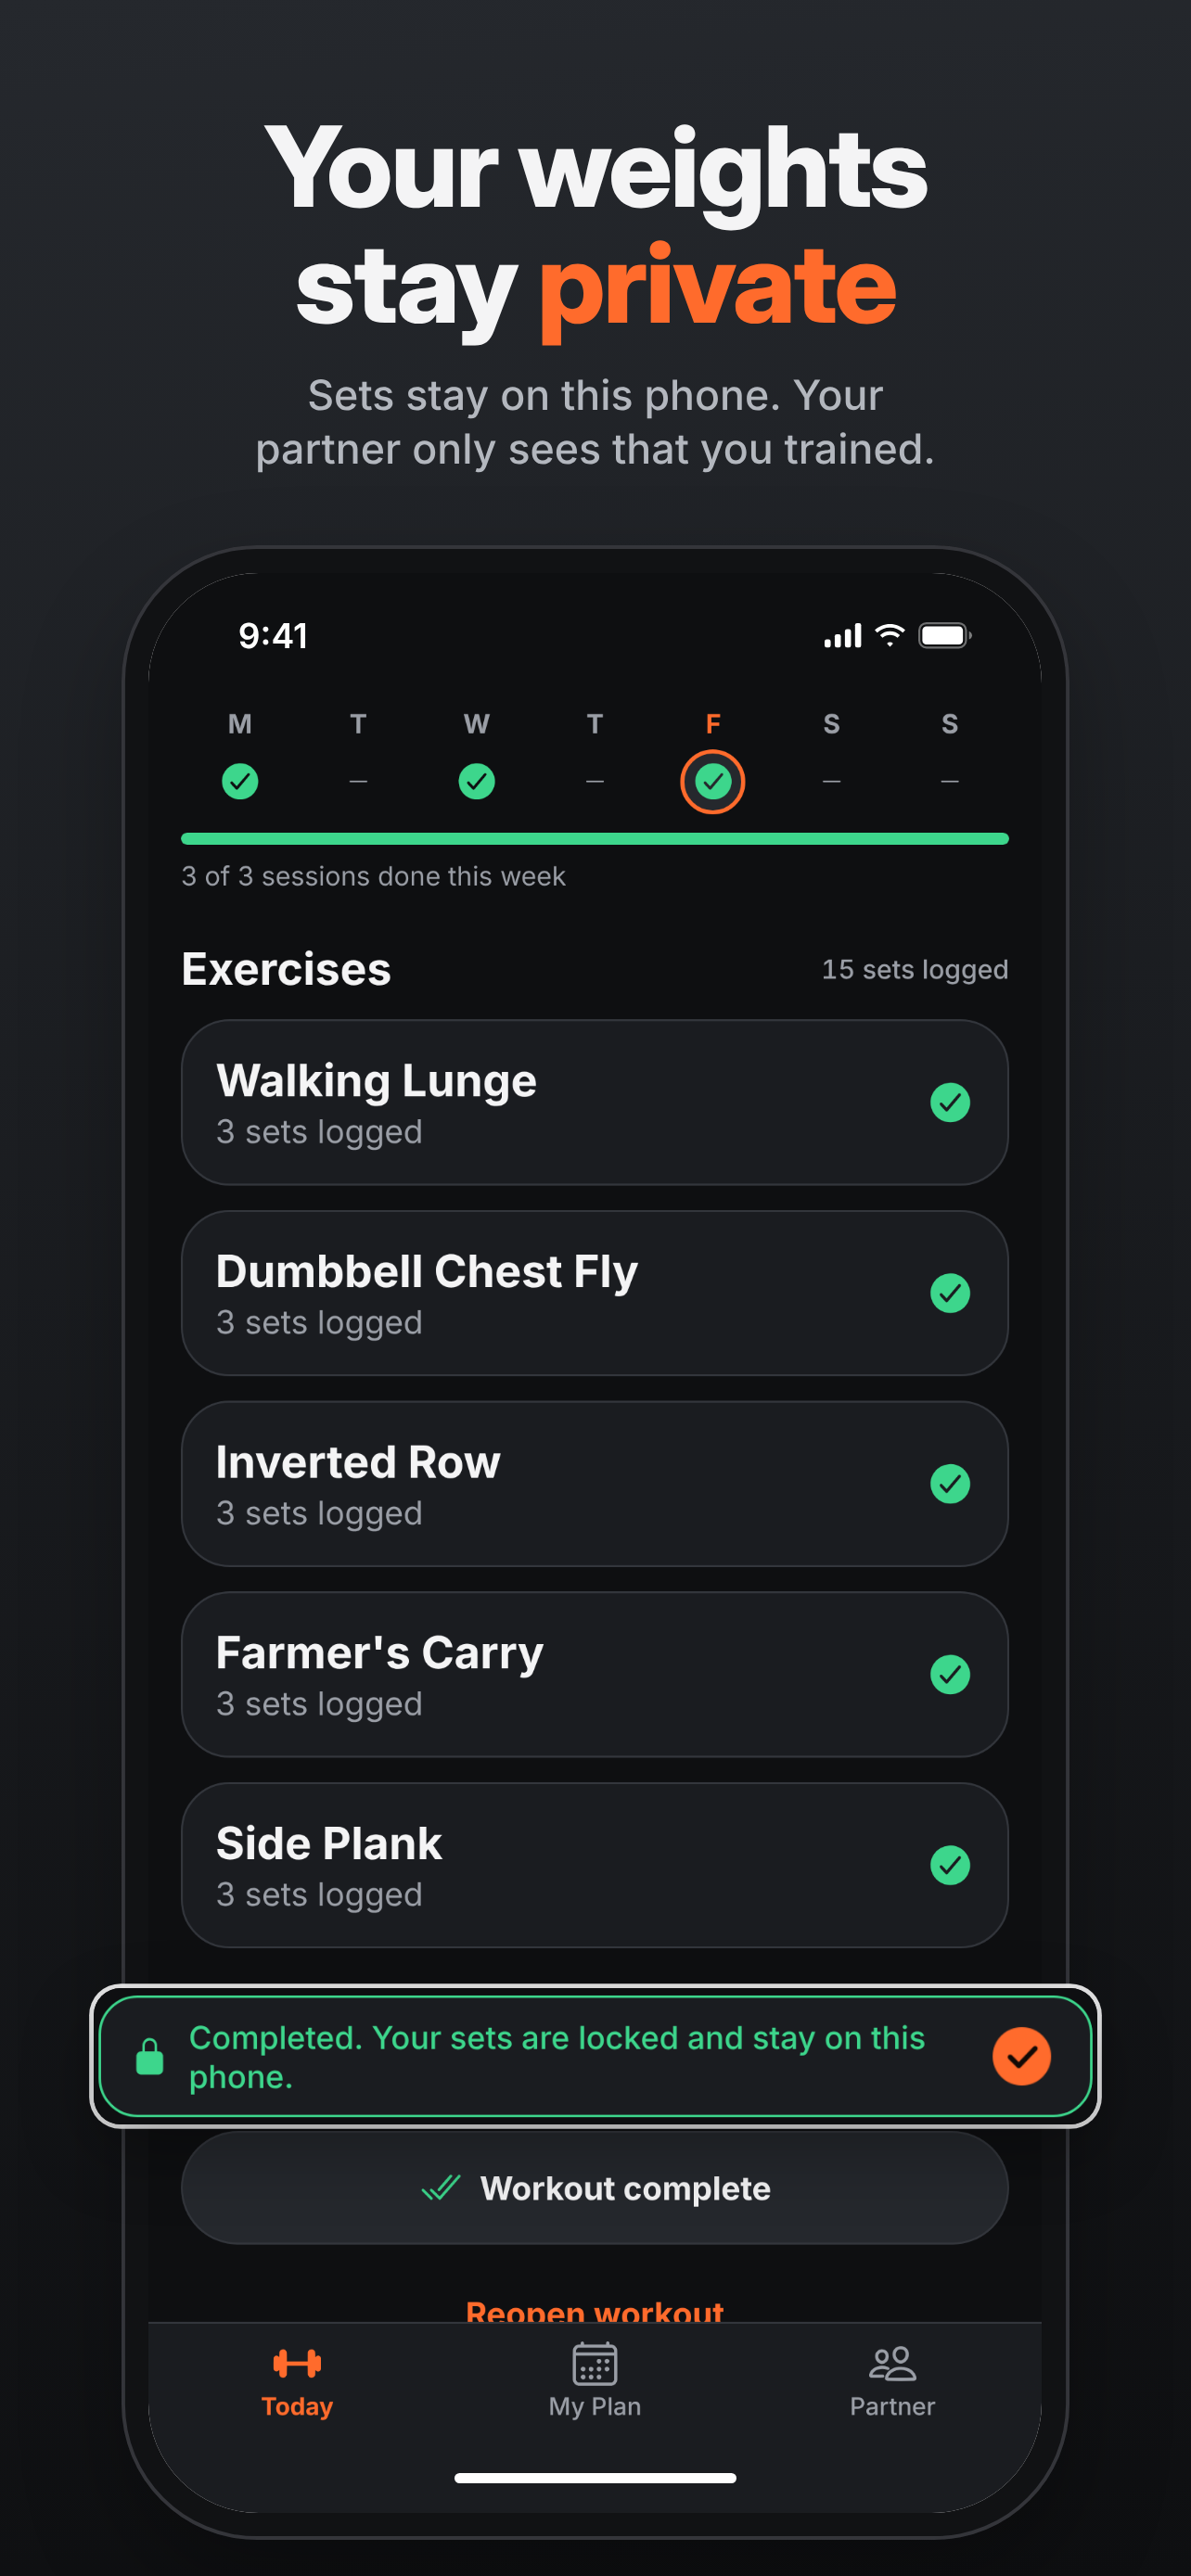 Your weights
stay private
Sets stay on this phone. Your
partner only sees that you trained.
9:41
M T W T F S S
3 of 3 sessions done this week
Exercises 15 sets logged
Walking Lunge
3 sets logged
Dumbbell Chest Fly
3 sets logged
Inverted Row
3 sets logged
Farmer's Carry
3 sets logged
Side Plank
3 sets logged
Completed. Your sets are locked and stay on this
phone.
Workout complete
Reopen workout
Today My Plan Partner